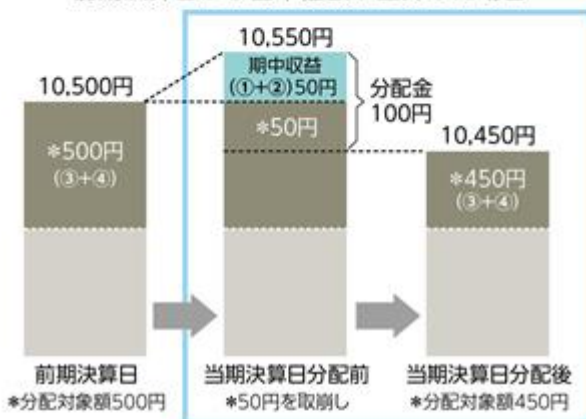 10,550円
期中収益
(①+②)50円
10,500円
分配金
100円
*50円
*500円
(③+④)
10,450円
*450円
(③+④)
前期決算日
*分配対象額500円
当期決算日分配前
*50円を取崩し
当期決算日分配後
*分配対象額450円